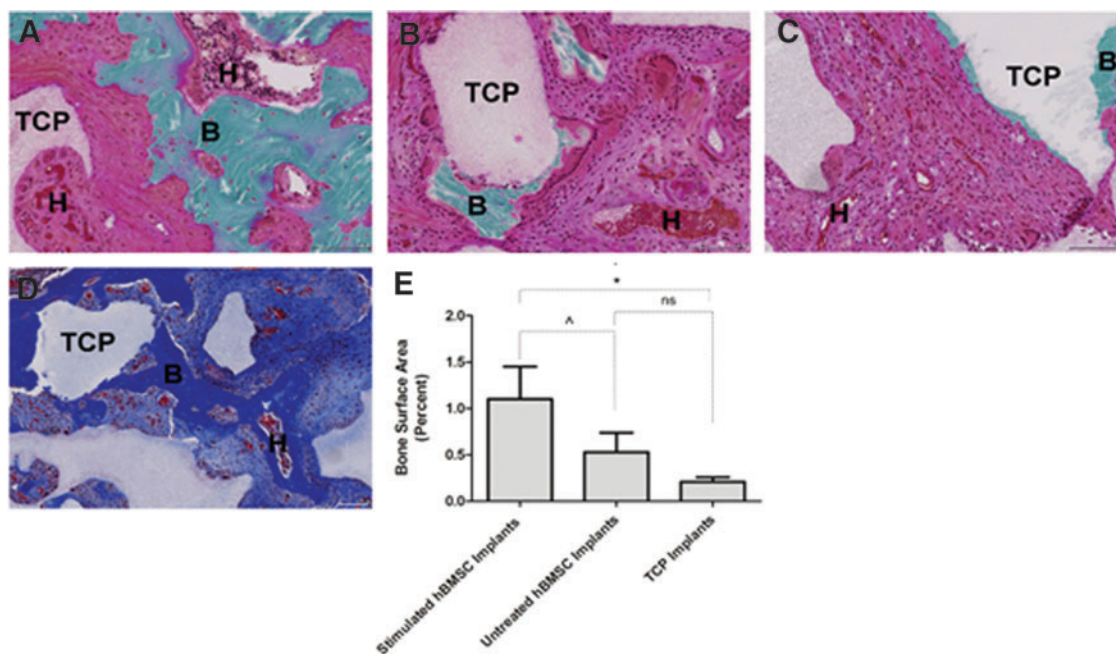 A
H
B
TCP
H
B
TCP
B
H
C
TCP
B
H
D
TCP
B
H
E
*
ns
^
2.0
1.5
1.0
0.5
0.0
Bone Surface Area
(Percent)
Stimulated hBMSC Implants
Untreated hBMSC Implants
TCP Implants